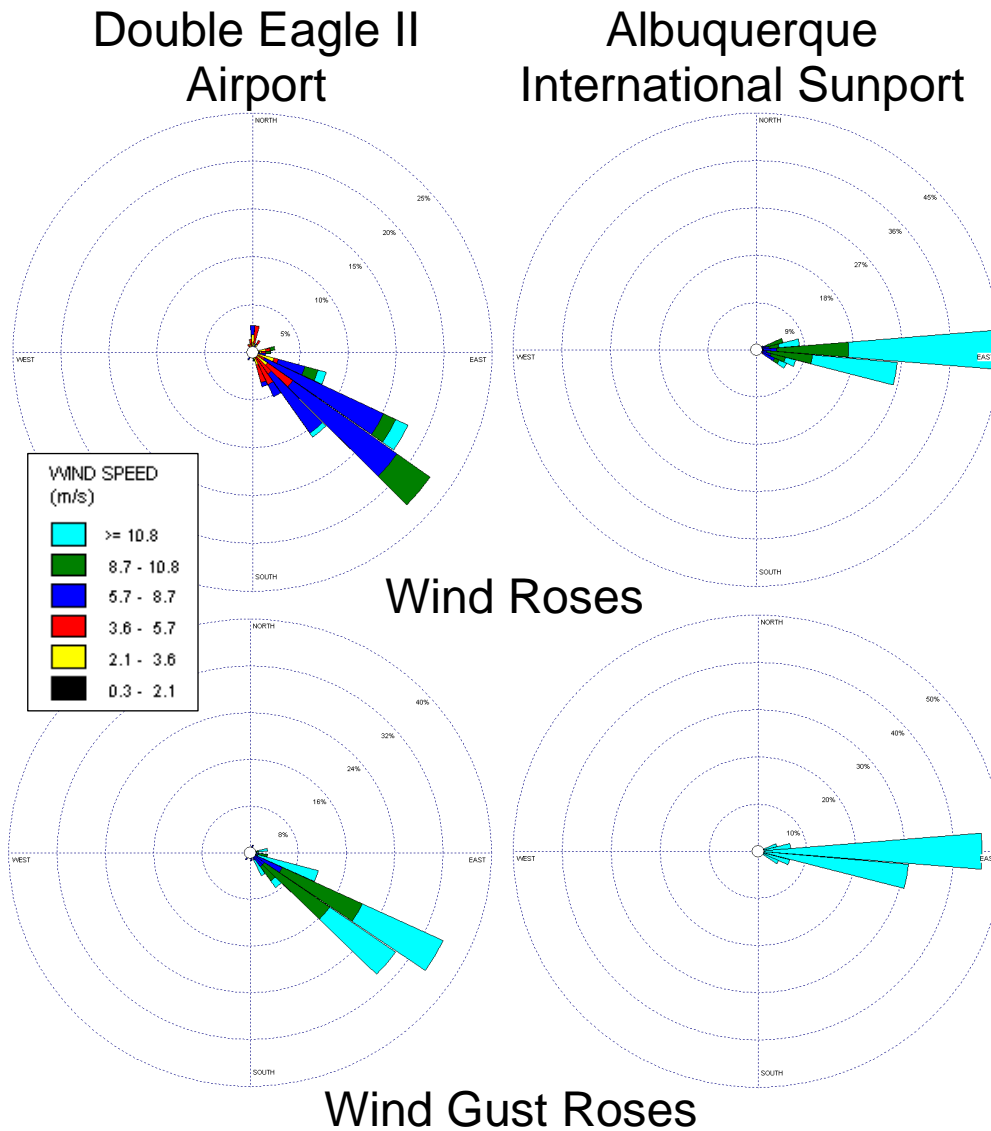 Double Eagle II
Airport
Albuquerque
International Sunport
NORTH
25%
20%
15%
10%
5%
WEST
EAST
SOUTH
NORTH
45%
36%
27%
18%
9%
WEST
EAST
SOUTH
WIND SPEED
(m/s)
>= 10.8
8.7 - 10.8
5.7 - 8.7
3.6 - 5.7
2.1 - 3.6
0.3 - 2.1
Wind Roses
NORTH
40%
32%
24%
16%
8%
WEST
EAST
SOUTH
NORTH
50%
40%
30%
20%
10%
WEST
EAS
SOUTH
Wind Gust Roses